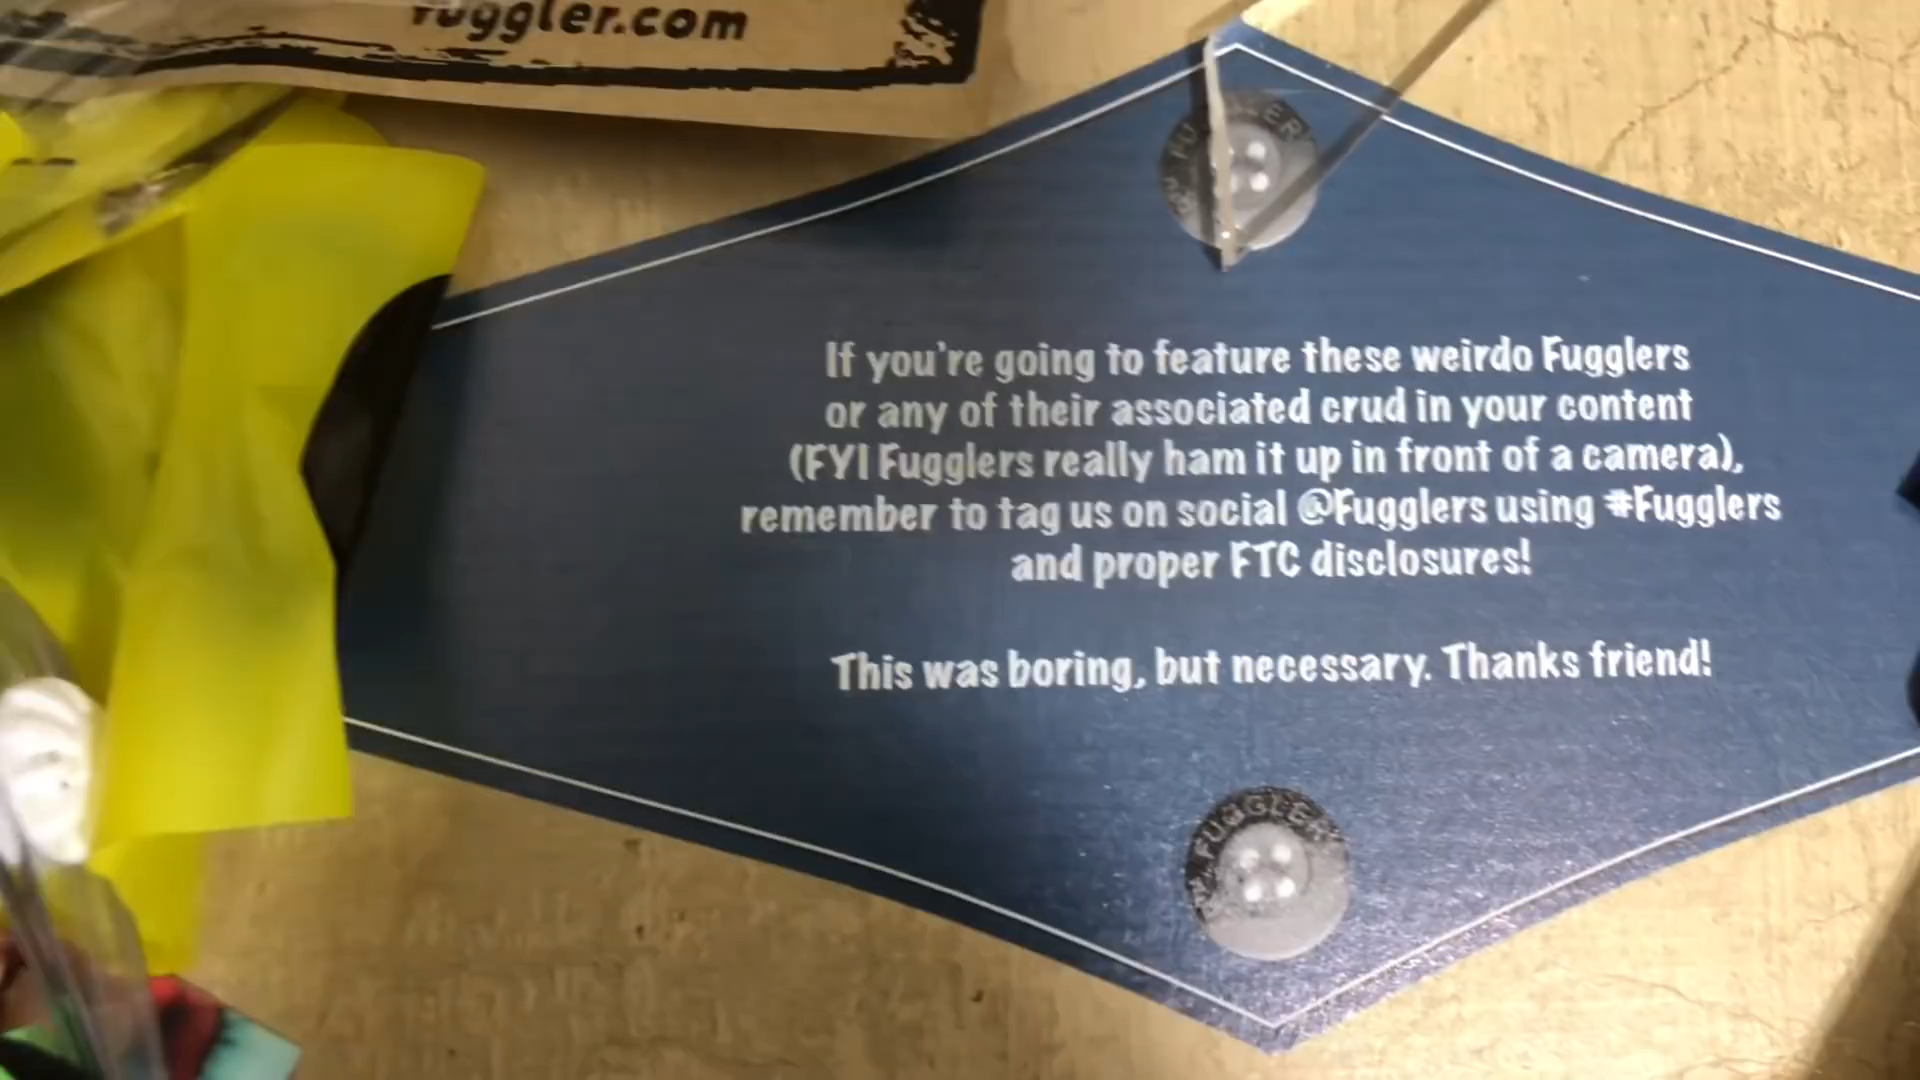 fuggler.com
If you're going to feature these weirdo Fugglers
or any of their associated crud in your content
(FYI Fugglers really ham it up in front of a camera),
remember to tag us on social @Fugglers using #Fugglers
and proper FTC disclosures!
This was boring, but necessary. Thanks friend!
FUGGLER